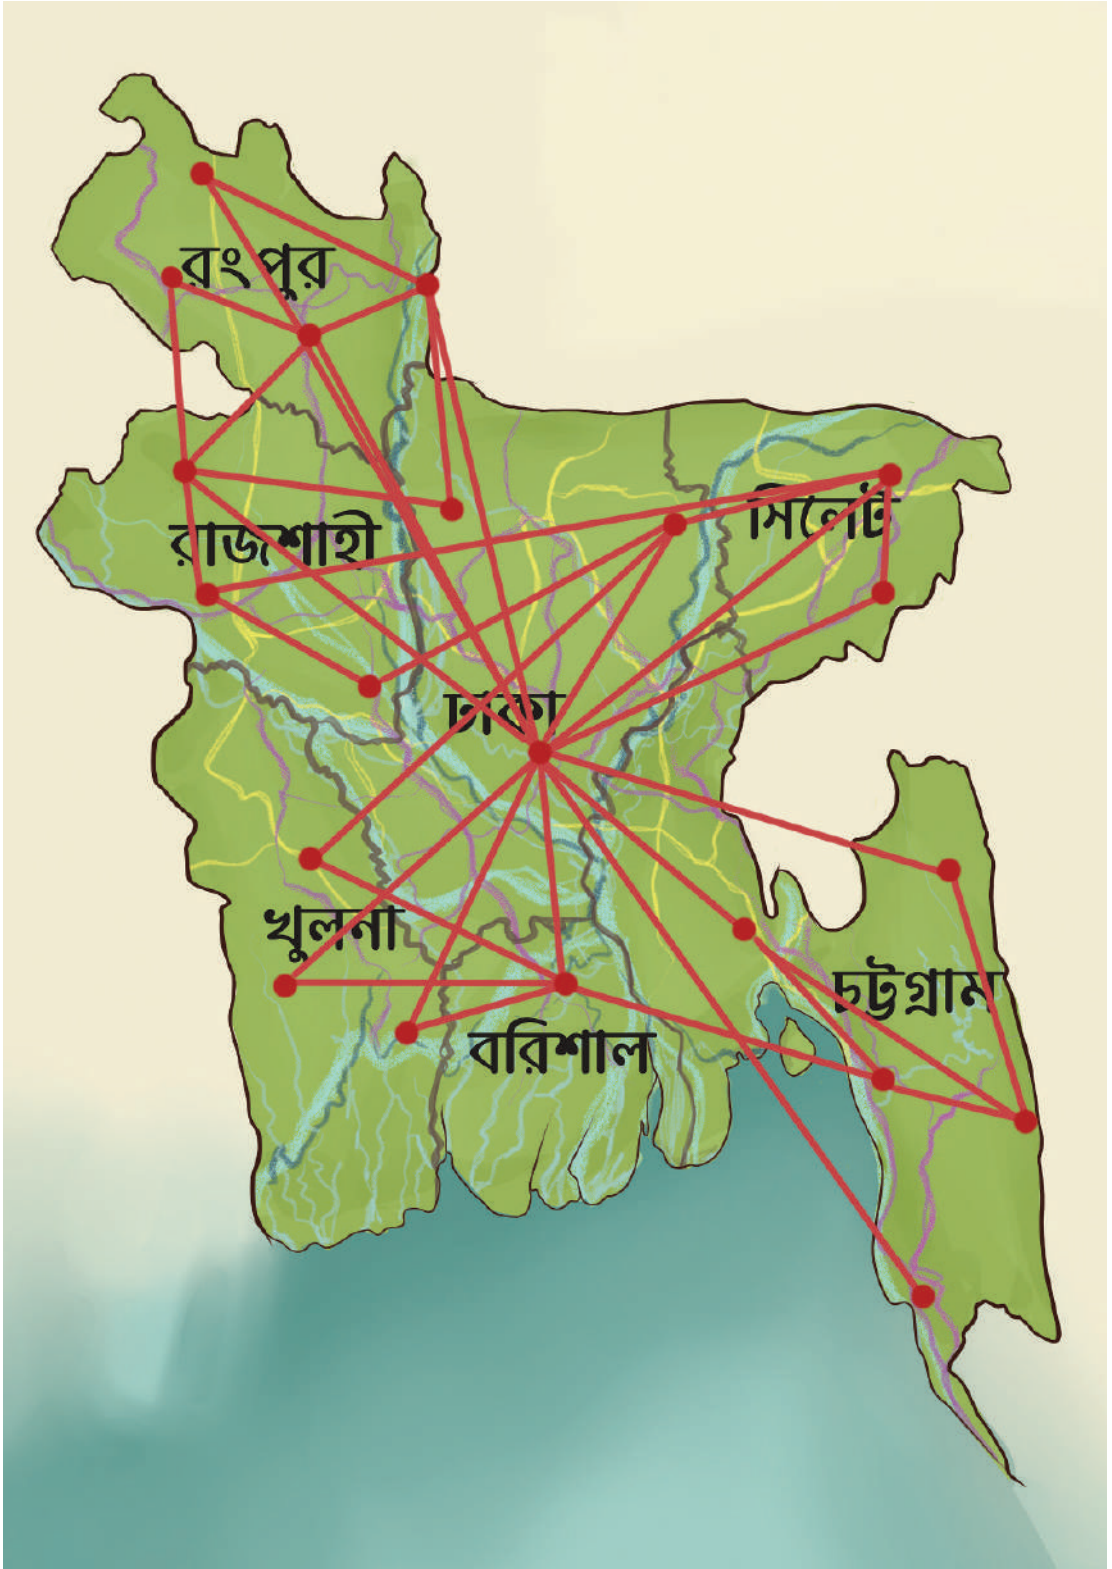 রংপুর
রাজশাহী
সিলেট
ঢাকা
খুলনা
চট্টগ্রাম
বরিশাল